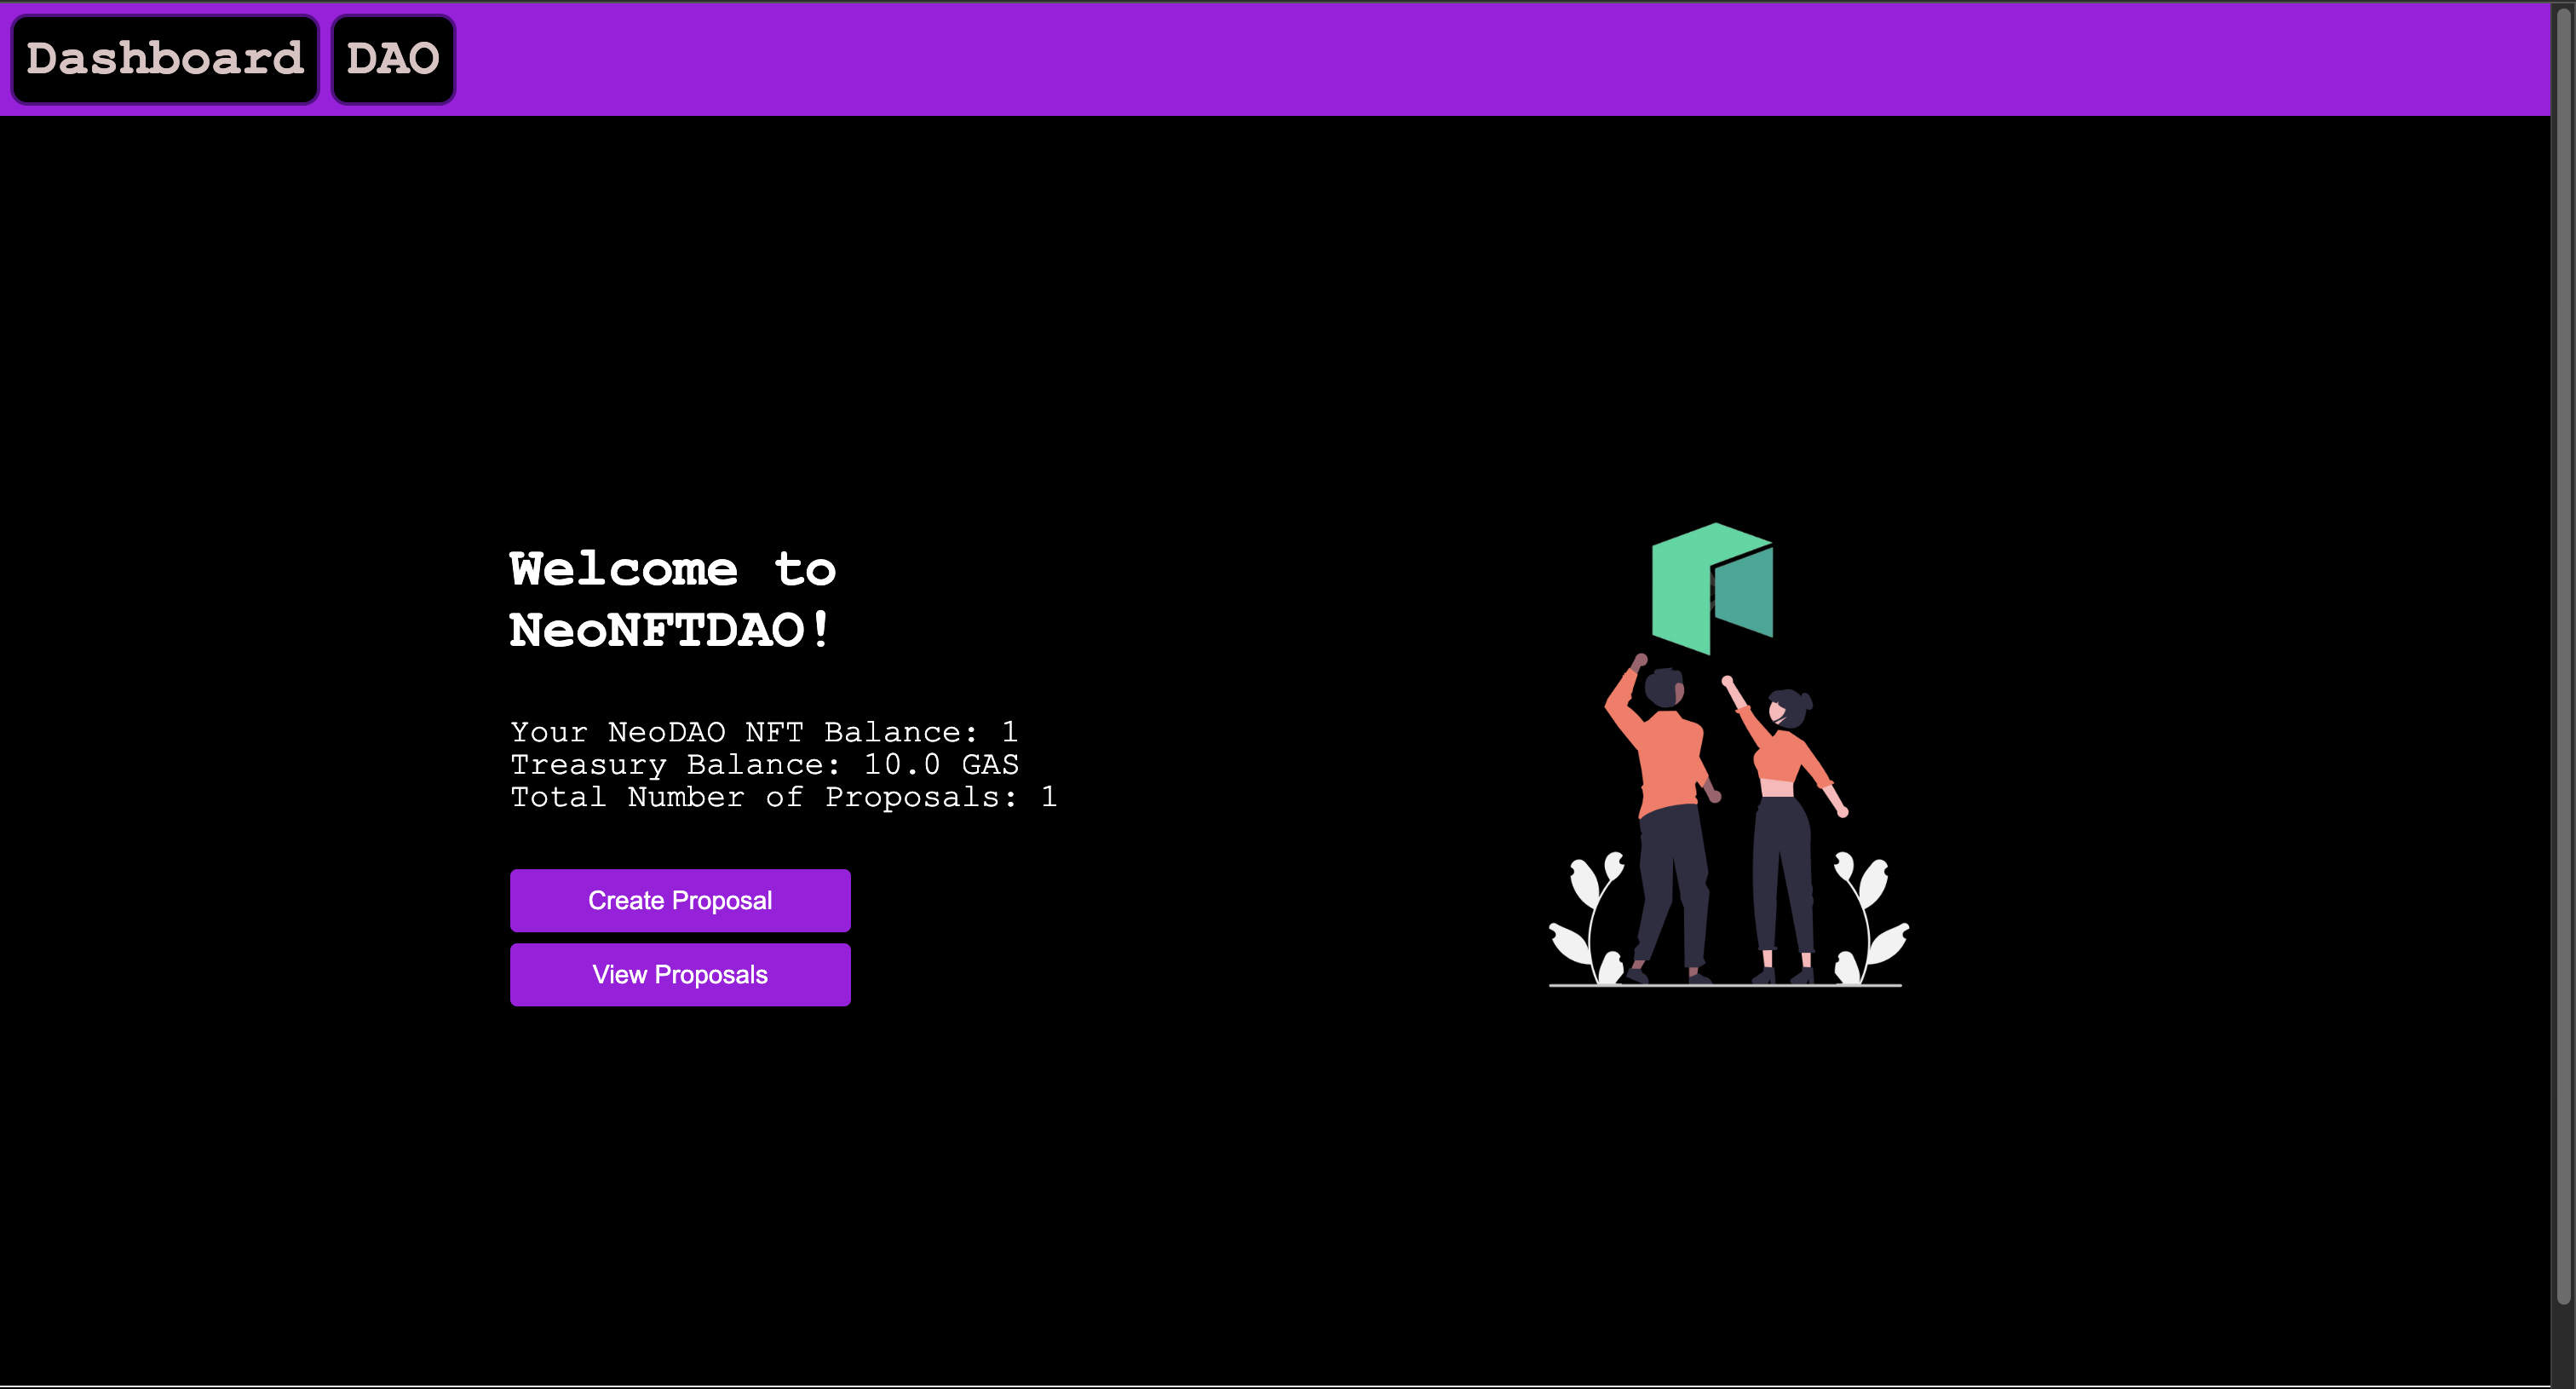 Dashboard DAO
Welcome to
NeoNFTDAO!
Your NeoDAO NFT Balance: 1
Treasury Balance: 10.0 GAS
Total Number of Proposals: 1
Create Proposal
View Proposals